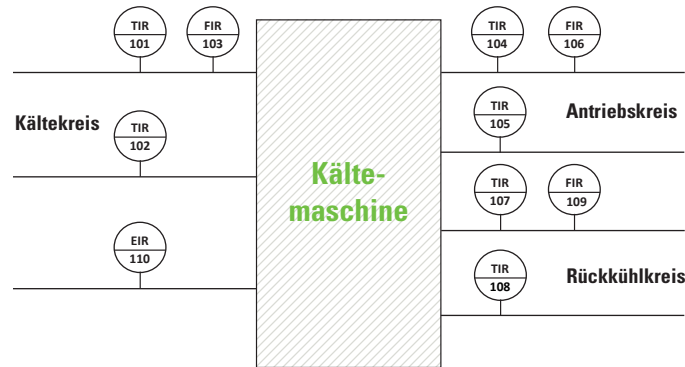 TIR
101
FIR
103
TIR
104
FIR
106
Kältekreis
TIR
102
TIR
105
Antriebskreis
Kälte-
maschine
TIR
107
FIR
109
EIR
110
TIR
108
Rückkühlkreis